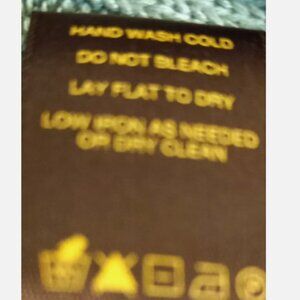 HAND WASH COLD
DO NOT BLEACH
LAY FLAT TO DRY
LOW IRON AS NEEDED
OR DRY CLEAN